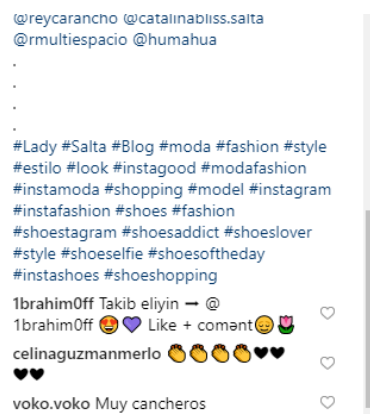 @reycarancho @catalinabliss.salta
@rmultiespacio @humahua
.
.
.
.
#Lady #Salta #Blog #moda #fashion #style
#estilo #look #instagood #modafashion
#instamoda #shopping #model #instagram
#instafashion #shoes #fashion
#shoestagram #shoesaddict #shoeslover
#style #shoeselfie #shoesoftheday
#instashoes #shoeshopping
1brahim0ff Takib eliyin ➞ @
1brahim0ff 😍💜 Like + comənt😌🌷
celinaguzmanmerlo 👏👏👏👏🖤🖤
🖤🖤
voko.voko Muy cancheros